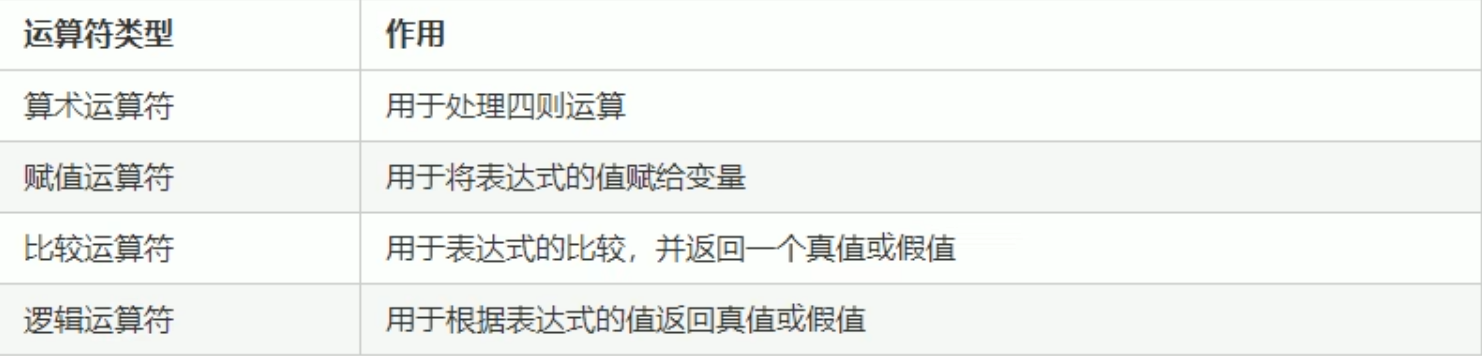 运算符类型 作用
算术运算符 用于处理四则运算
赋值运算符 用于将表达式的值赋给变量
比较运算符 用于表达式的比较，并返回一个真值或假值
逻辑运算符 用于根据表达式的值返回真值或假值